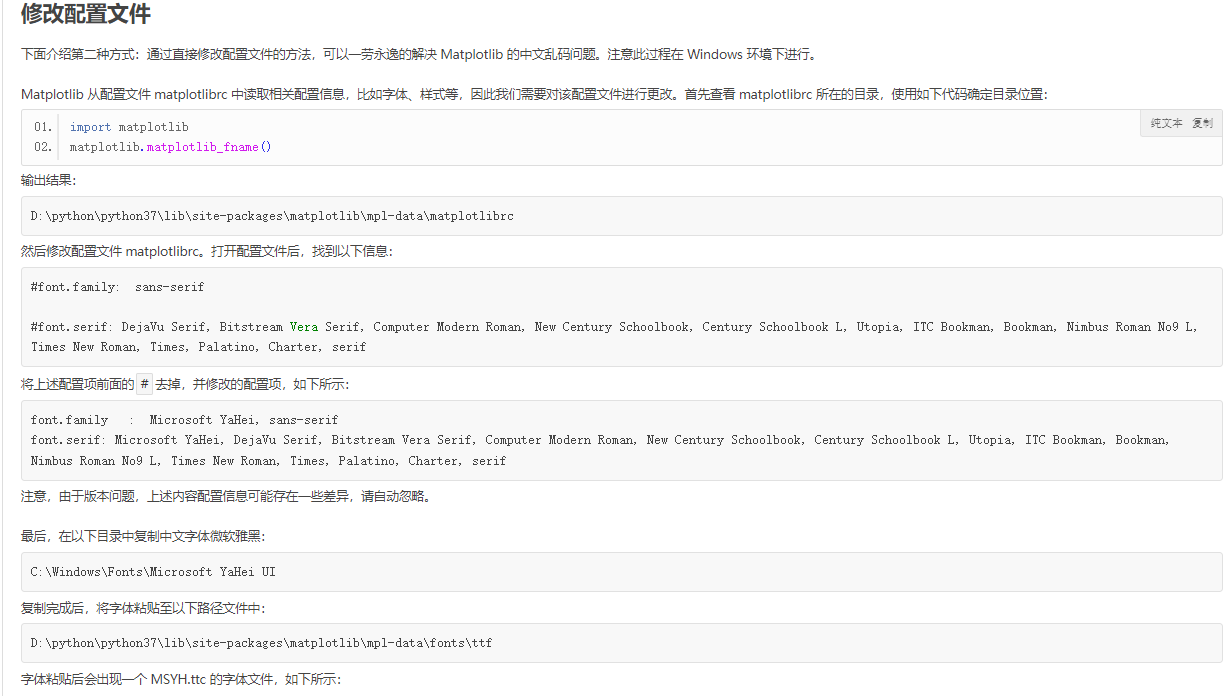 修改配置文件
下面介绍第二种方式：通过直接修改配置文件的方法，可以一劳永逸的解决 Matplotlib 的中文乱码问题。注意此过程在 Windows 环境下进行。
Matplotlib 从配置文件 matplotlibrc 中读取相关配置信息，比如字体、样式等，因此我们需要对该配置文件进行更改。首先查看 matplotlibrc 所在的目录，使用如下代码确定目录位置：
纯文本 复制
01. import matplotlib
02. matplotlib.matplotlib_fname()
输出结果：
D:\python\python37\lib\site-packages\matplotlib\mpl-data\matplotlibrc
然后修改配置文件 matplotlibrc。打开配置文件后，找到以下信息：
#font.family:  sans-serif
#font.serif: DejaVu Serif, Bitstream Vera Serif, Computer Modern Roman, New Century Schoolbook, Century Schoolbook L, Utopia, ITC Bookman, Bookman, Nimbus Roman No9 L,
Times New Roman, Times, Palatino, Charter, serif
将上述配置项前面的 # 去掉，并修改的配置项，如下所示：
font.family   :  Microsoft YaHei, sans-serif
font.serif: Microsoft YaHei, DejaVu Serif, Bitstream Vera Serif, Computer Modern Roman, New Century Schoolbook, Century Schoolbook L, Utopia, ITC Bookman, Bookman,
Nimbus Roman No9 L, Times New Roman, Times, Palatino, Charter, serif
注意，由于版本问题，上述内容配置信息可能存在一些差异，请自动忽略。
最后，在以下目录中复制中文字体微软雅黑：
C:\Windows\Fonts\Microsoft YaHei UI
复制完成后，将字体粘贴至以下路径文件中：
D:\python\python37\lib\site-packages\matplotlib\mpl-data\fonts\ttf
字体粘贴后会出现一个 MSYH.ttc 的字体文件，如下所示：